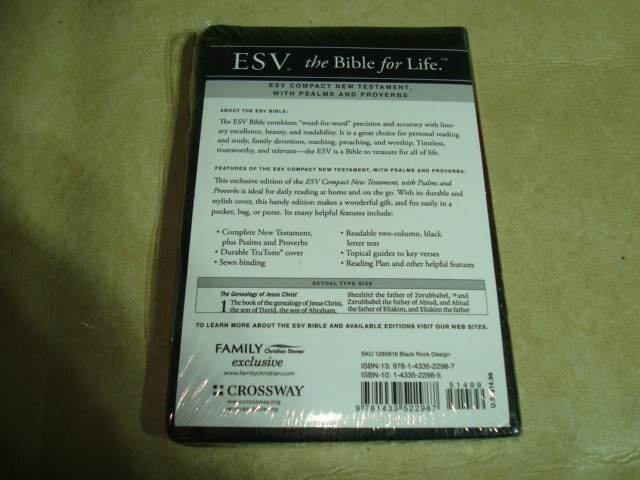 ESV. the Bible for Life.™
ESV COMPACT NEW TESTAMENT,
WITH PSALMS AND PROVERBS
ABOUT THE ESV BIBLE:
The ESV Bible combines "word-for-word" precision and accuracy with liter-
ary excellence, beauty, and readability. It is a great choice for personal reading
and study, family devotions, teaching, preaching, and worship. Timeless,
trustworthy, and relevant—the ESV is a Bible to treasure for all of life.
FEATURES OF THE ESV COMPACT NEW TESTAMENT, WITH PSALMS AND PROVERBS:
This exclusive edition of the ESV Compact New Testament, with Psalms and
Proverbs is ideal for daily reading at home and on the go. With its durable and
stylish cover, this handy edition makes a wonderful gift, and fits easily in a
pocket, bag, or purse. Its many helpful features include:
• Complete New Testament,
plus Psalms and Proverbs
• Durable TruTone® cover
• Sewn binding
• Readable two-column, black
letter text
• Topical guides to key verses
• Reading Plan and other helpful features
ACTUAL TYPE SIZE
The Genealogy of Jesus Christ
1 The book of the genealogy of Jesus Christ,
the son of David, the son of Abraham.
Shealtiel the father of Zerubbabel, 13 and
Zerubbabel the father of Abiud, and Abiud
the father of Eliakim, and Eliakim the father
TO LEARN MORE ABOUT THE ESV BIBLE AND AVAILABLE EDITIONS VISIT OUR WEB SITES.
FAMILY Christian Stores®
exclusive
www.familychristian.com
CROSSWAY
www.crossway.org
www.esvbible.org
SKU 1285616 Black Rock Design
ISBN-13: 978-1-4335-2298-7
ISBN-10: 1-4335-2298-5
51499
9 781433 522987
U.S. $14.99